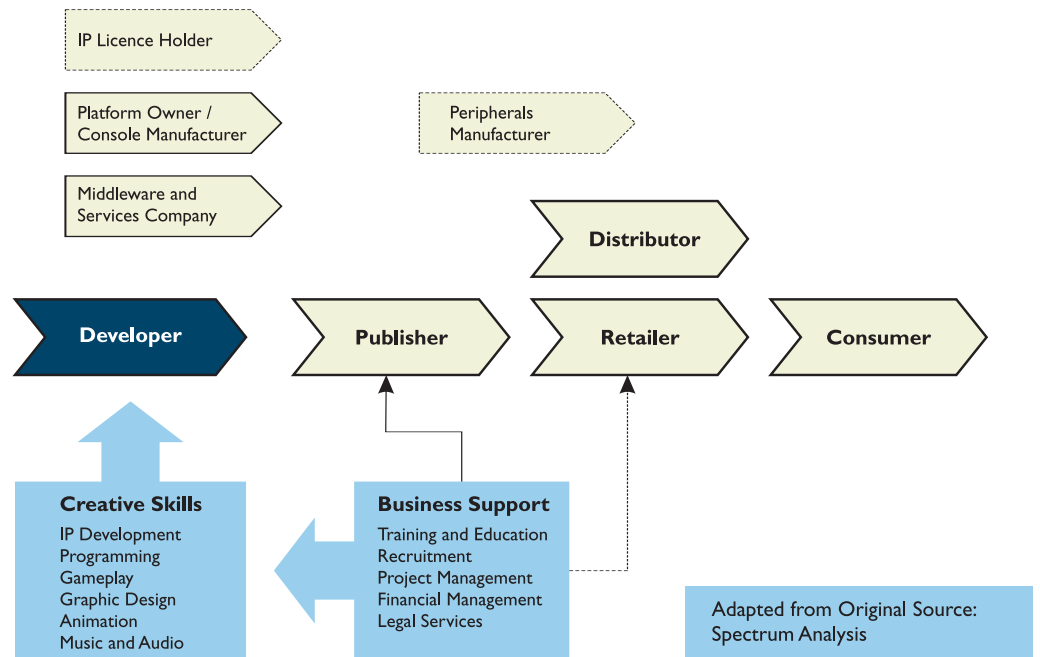 IP Licence Holder
Platform Owner /
Console Manufacturer
Peripherals
Manufacturer
Middleware and
Services Company
Distributor
Developer
Publisher
Retailer
Consumer
Creative Skills
IP Development
Programming
Gameplay
Graphic Design
Animation
Music and Audio
Business Support
Training and Education
Recruitment
Project Management
Financial Management
Legal Services
Adapted from Original Source:
Spectrum Analysis